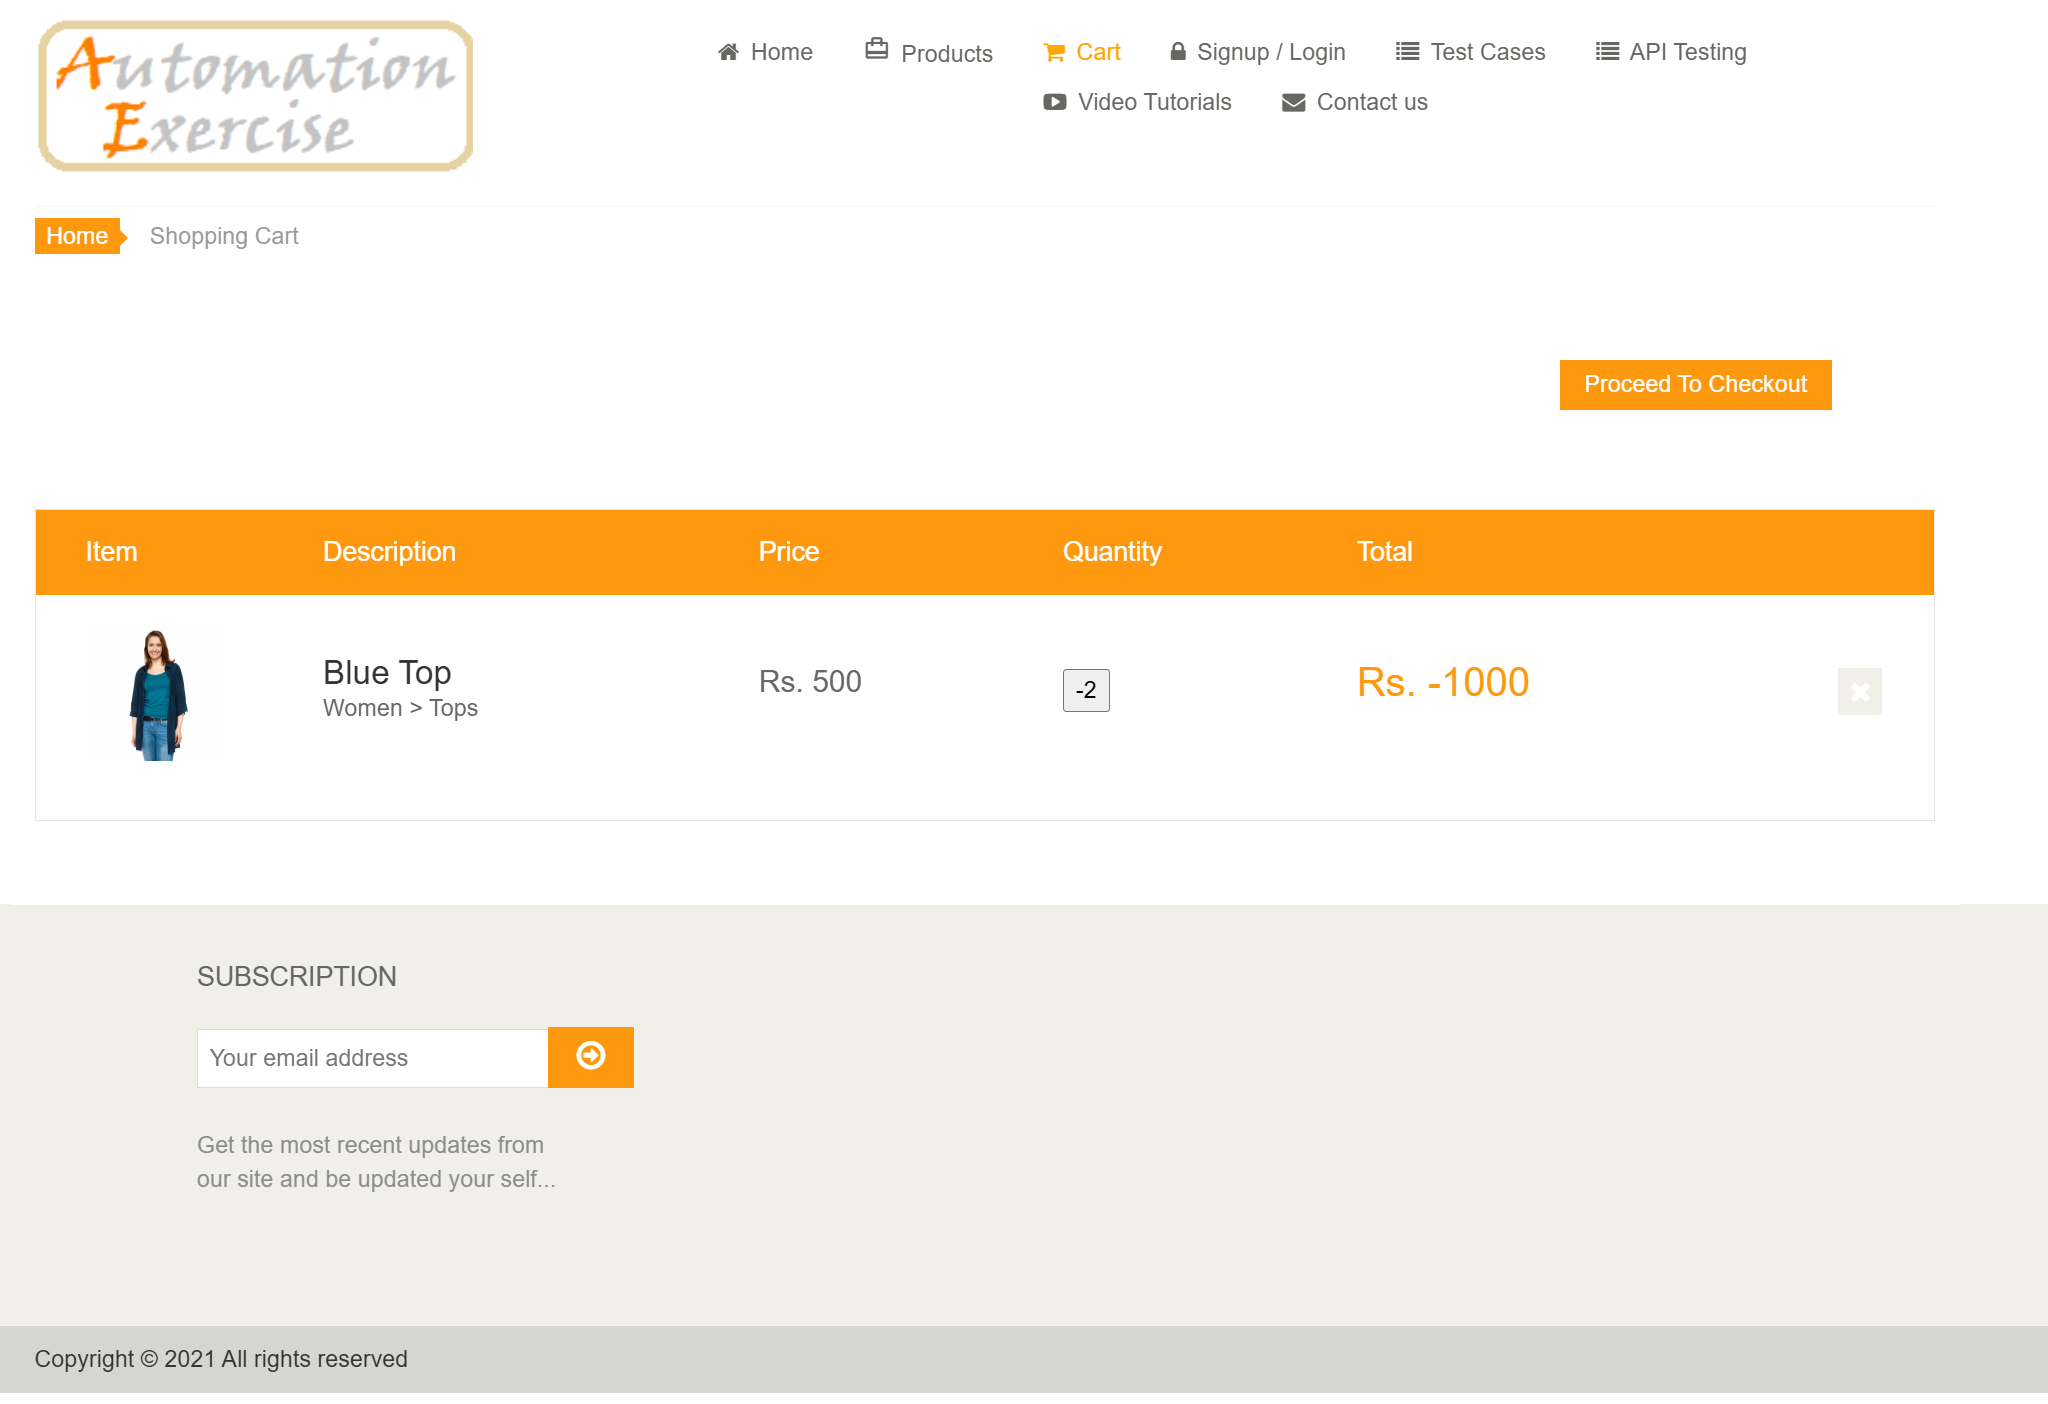 Automation
Exercise
Home
Products
Cart
Signup / Login
Test Cases
API Testing
Video Tutorials
Contact us
Home
Shopping Cart
Proceed To Checkout
Item Description Price Quantity Total
Blue Top
Women > Tops
Rs. 500
-2
Rs. -1000
SUBSCRIPTION
Your email address
Get the most recent updates from
our site and be updated your self...
Copyright © 2021 All rights reserved